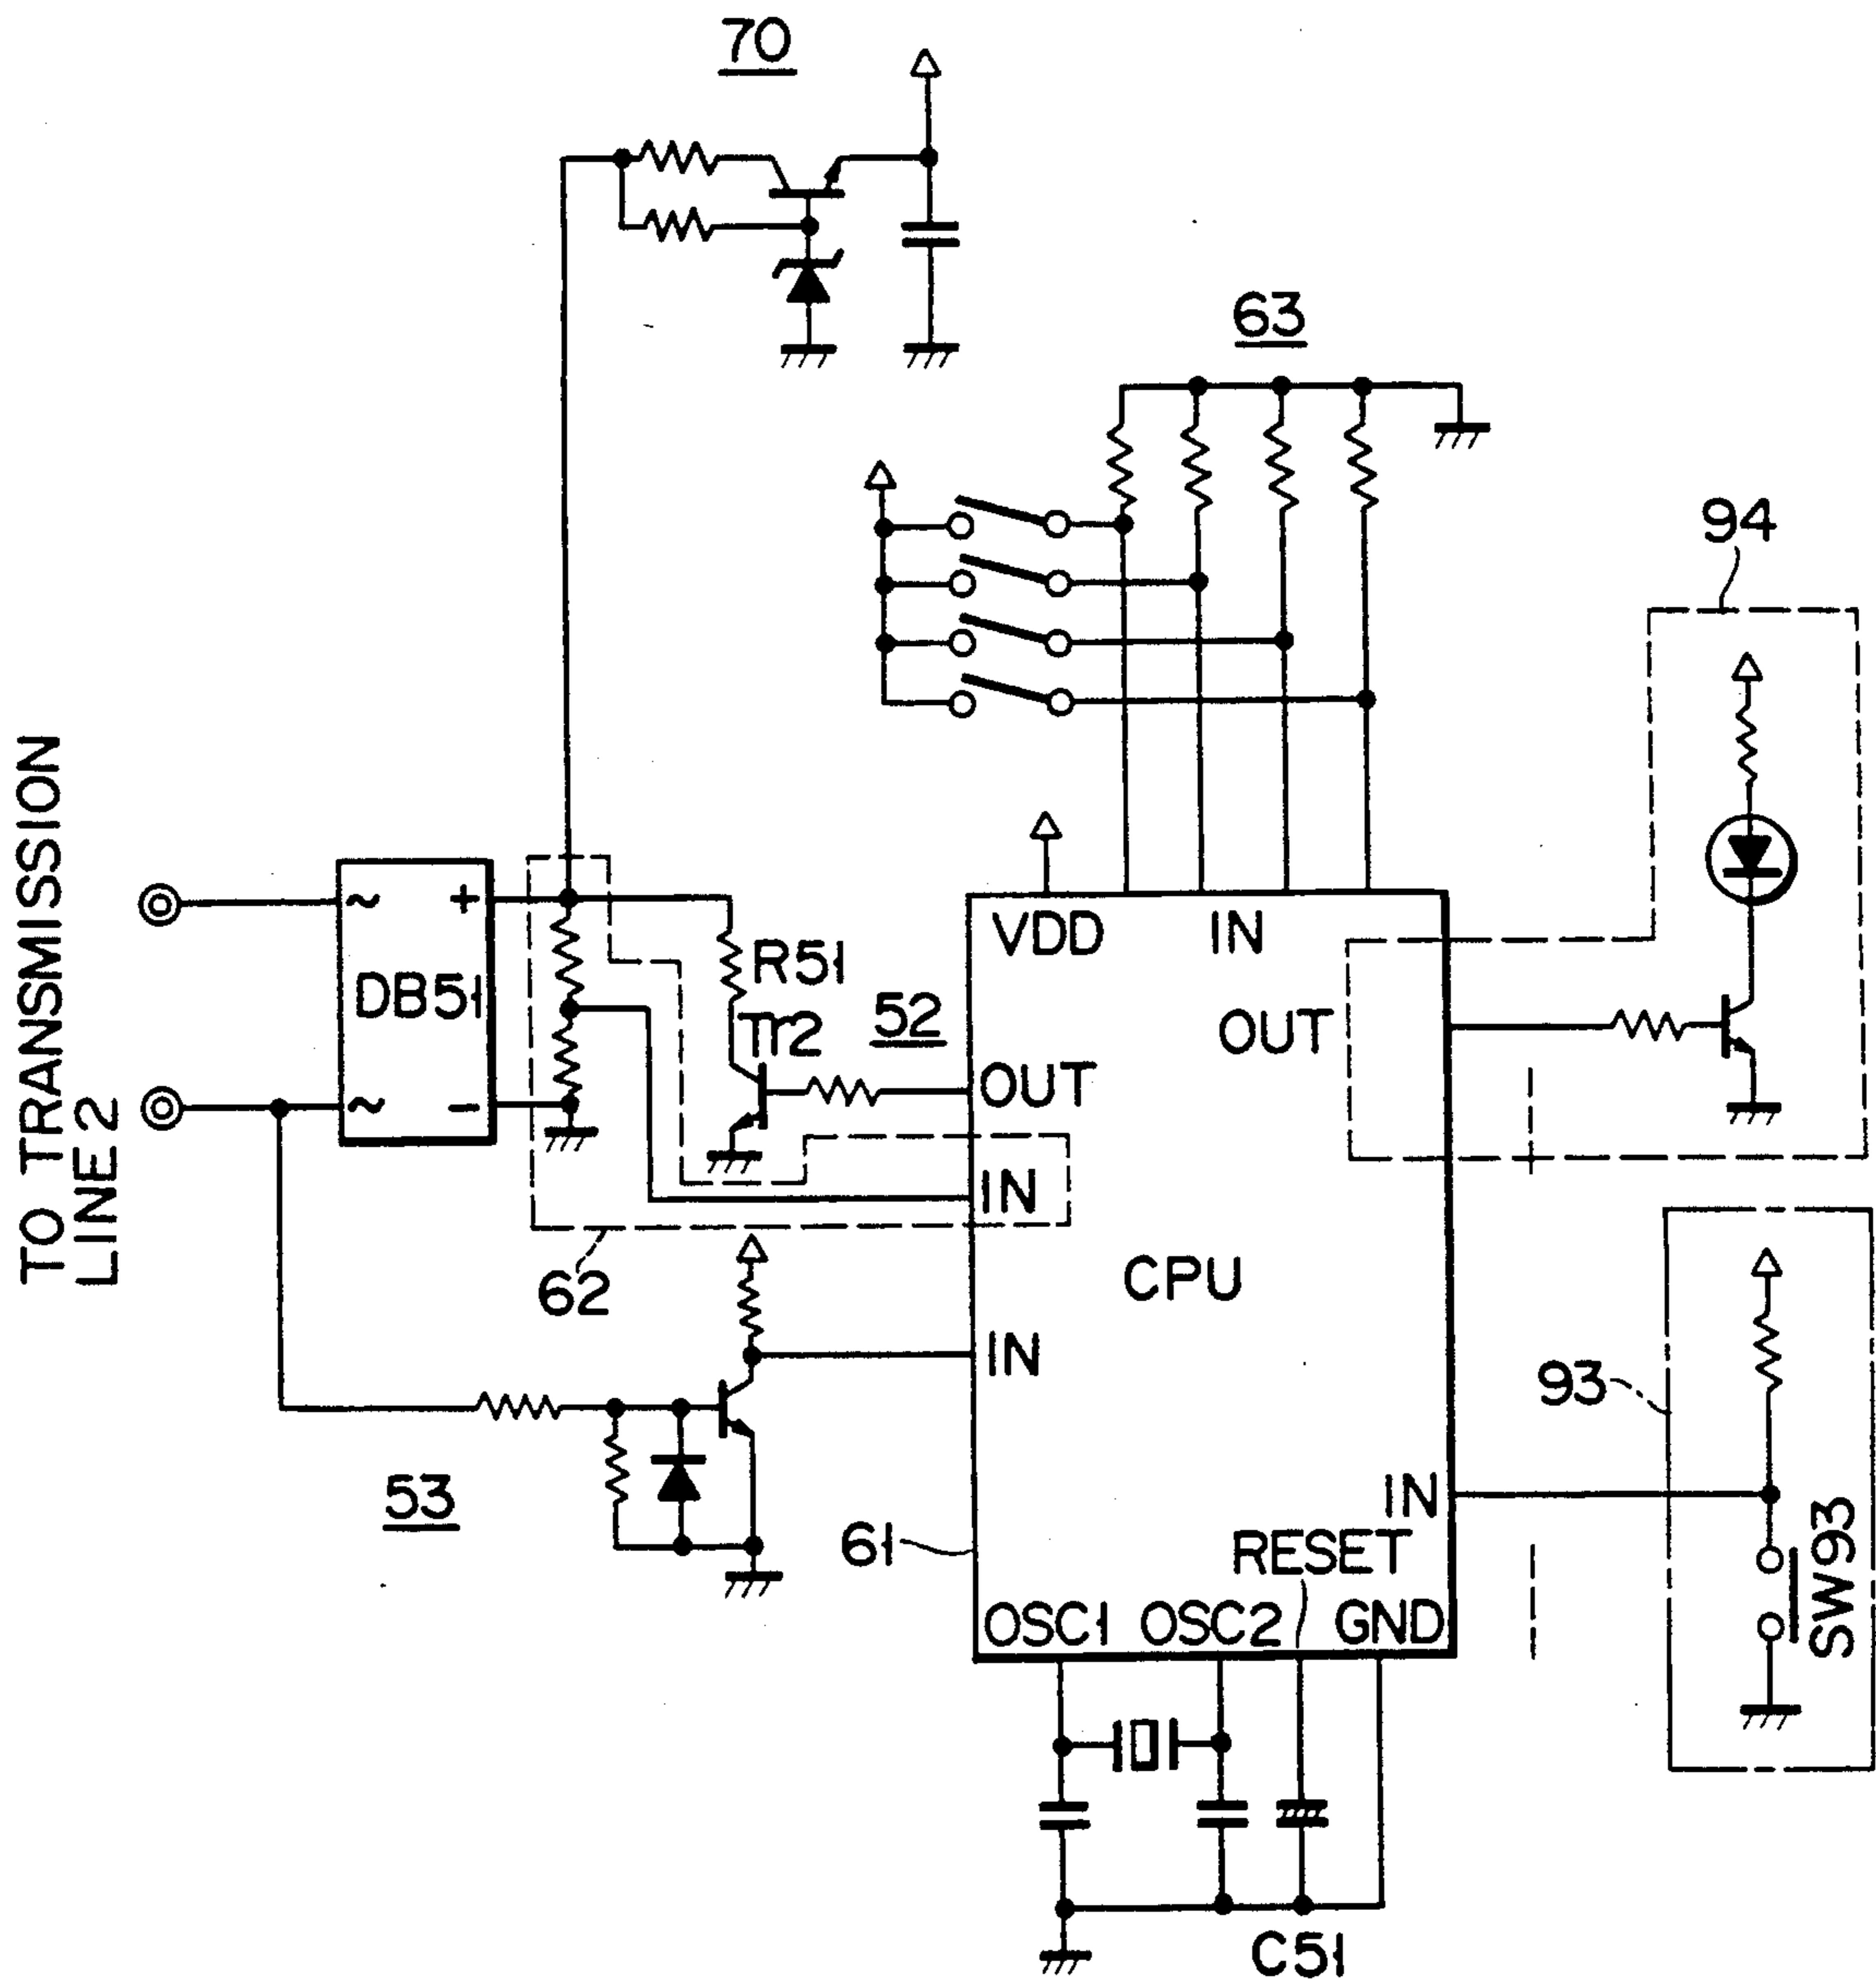 70
63
94
TO TRANSMISSION
LINE 2
~ +
DB51
~ -
R51
Tr2
52
VDD
IN
OUT
OUT
IN
CPU
62
IN
53
93
IN
61
RESET
SW93
OSC1
OSC2
GND
C51